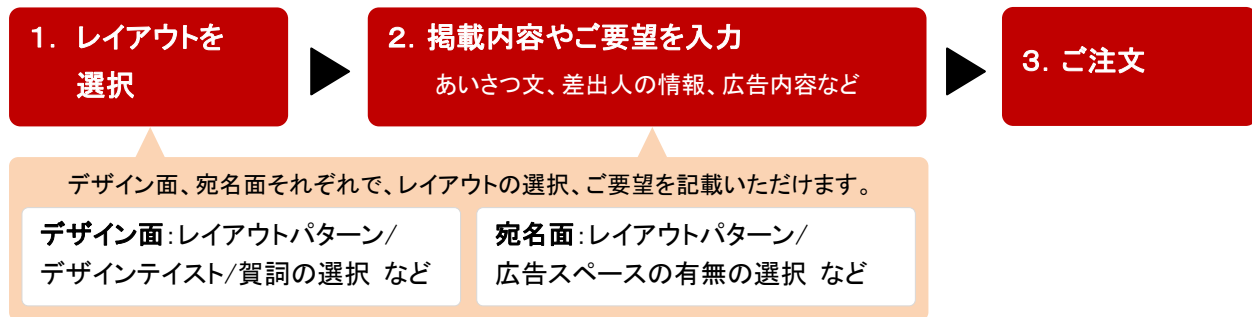 1. レイアウトを
選択
2. 掲載内容やご要望を入力
あいさつ文、差出人の情報、広告内容など
3. ご注文
デザイン面、宛名面それぞれで、レイアウトの選択、ご要望を記載いただけます。
デザイン面:レイアウトパターン/
デザインテイスト/賀詞の選択 など
宛名面:レイアウトパターン/
広告スペースの有無の選択 など